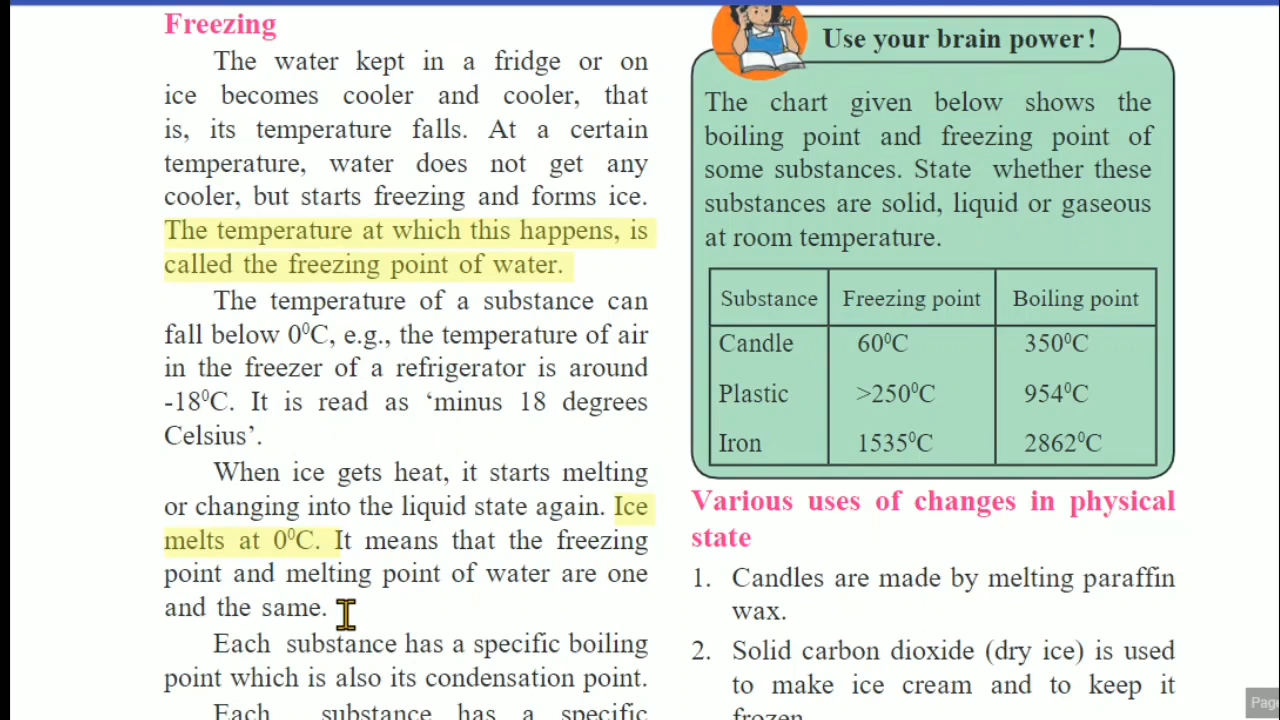 Freezing
The water kept in a fridge or on
ice becomes cooler and cooler, that
is, its temperature falls. At a certain
temperature, water does not get any
cooler, but starts freezing and forms ice.
The temperature at which this happens, is
called the freezing point of water.
The temperature of a substance can
fall below 0⁰C, e.g., the temperature of air
in the freezer of a refrigerator is around
-18⁰C. It is read as ‘minus 18 degrees
Celsius’.
When ice gets heat, it starts melting
or changing into the liquid state again. Ice
melts at 0⁰C. It means that the freezing
point and melting point of water are one
and the same.
Each substance has a specific boiling
point which is also its condensation point.
Each substance has a specific
Use your brain power!
The chart given below shows the
boiling point and freezing point of
some substances. State whether these
substances are solid, liquid or gaseous
at room temperature.
Substance Freezing point Boiling point
Candle 60⁰C 350⁰C
Plastic >250⁰C 954⁰C
Iron 1535⁰C 2862⁰C
Various uses of changes in physical
state
1. Candles are made by melting paraffin
wax.
2. Solid carbon dioxide (dry ice) is used
to make ice cream and to keep it
frozen
Page